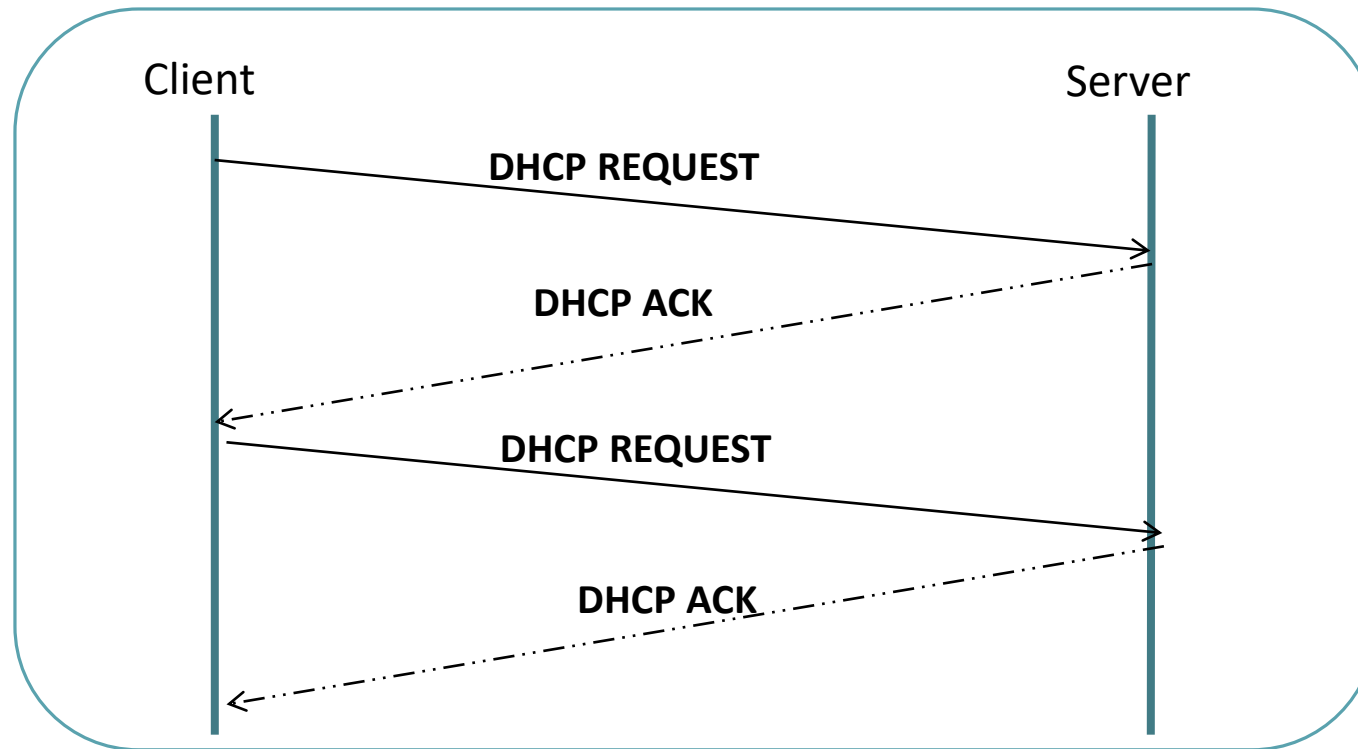 Client
Server
DHCP REQUEST
DHCP ACK
DHCP REQUEST
DHCP ACK